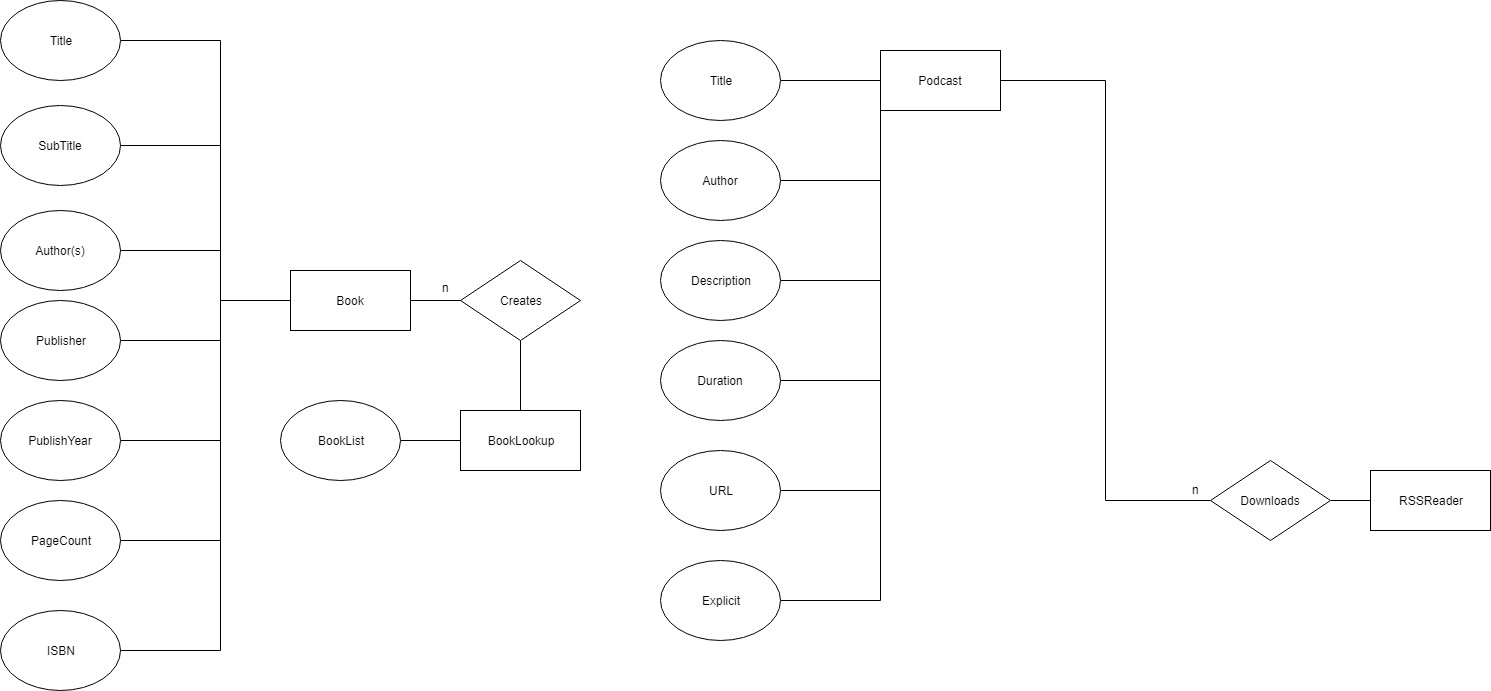 Title
SubTitle
Author(s)
Publisher
PublishYear
PageCount
ISBN
Book
n
Creates
BookList
BookLookup
Title
Podcast
Author
Description
Duration
URL
Explicit
n
Downloads
RSSReader